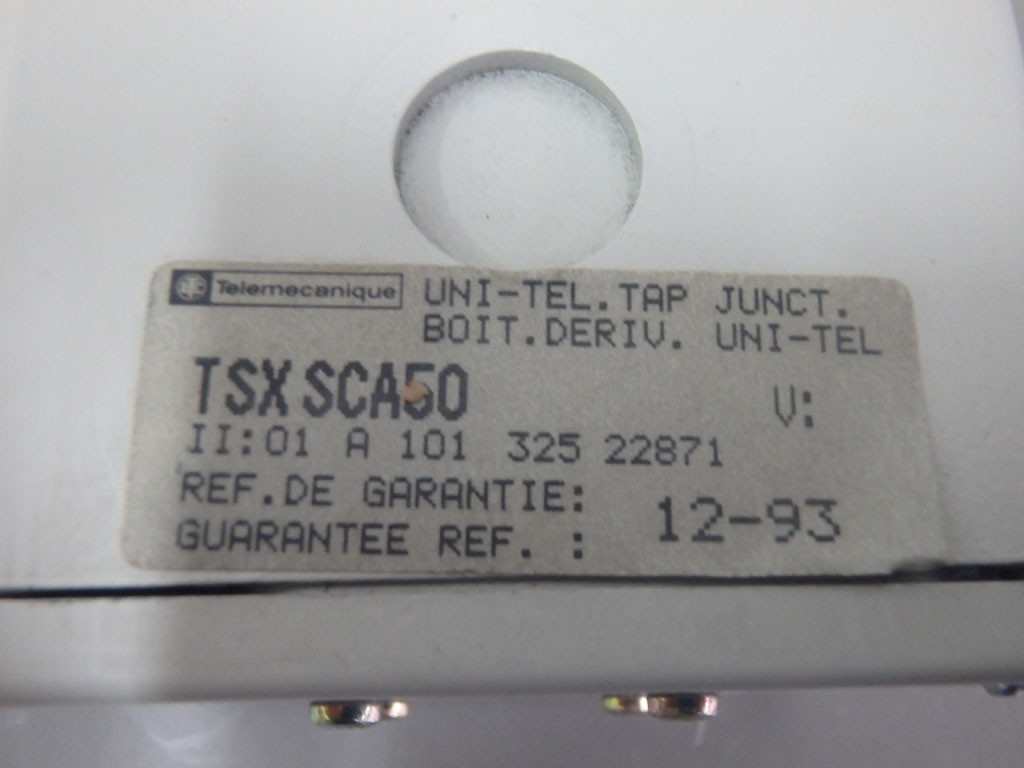 Telemecanique UNI-TEL.TAP JUNCT.
BOIT.DERIV. UNI-TEL
TSX SCA50 V:
II:01 A 101 325 22871
REF.DE GARANTIE:
GUARANTEE REF. : 12-93